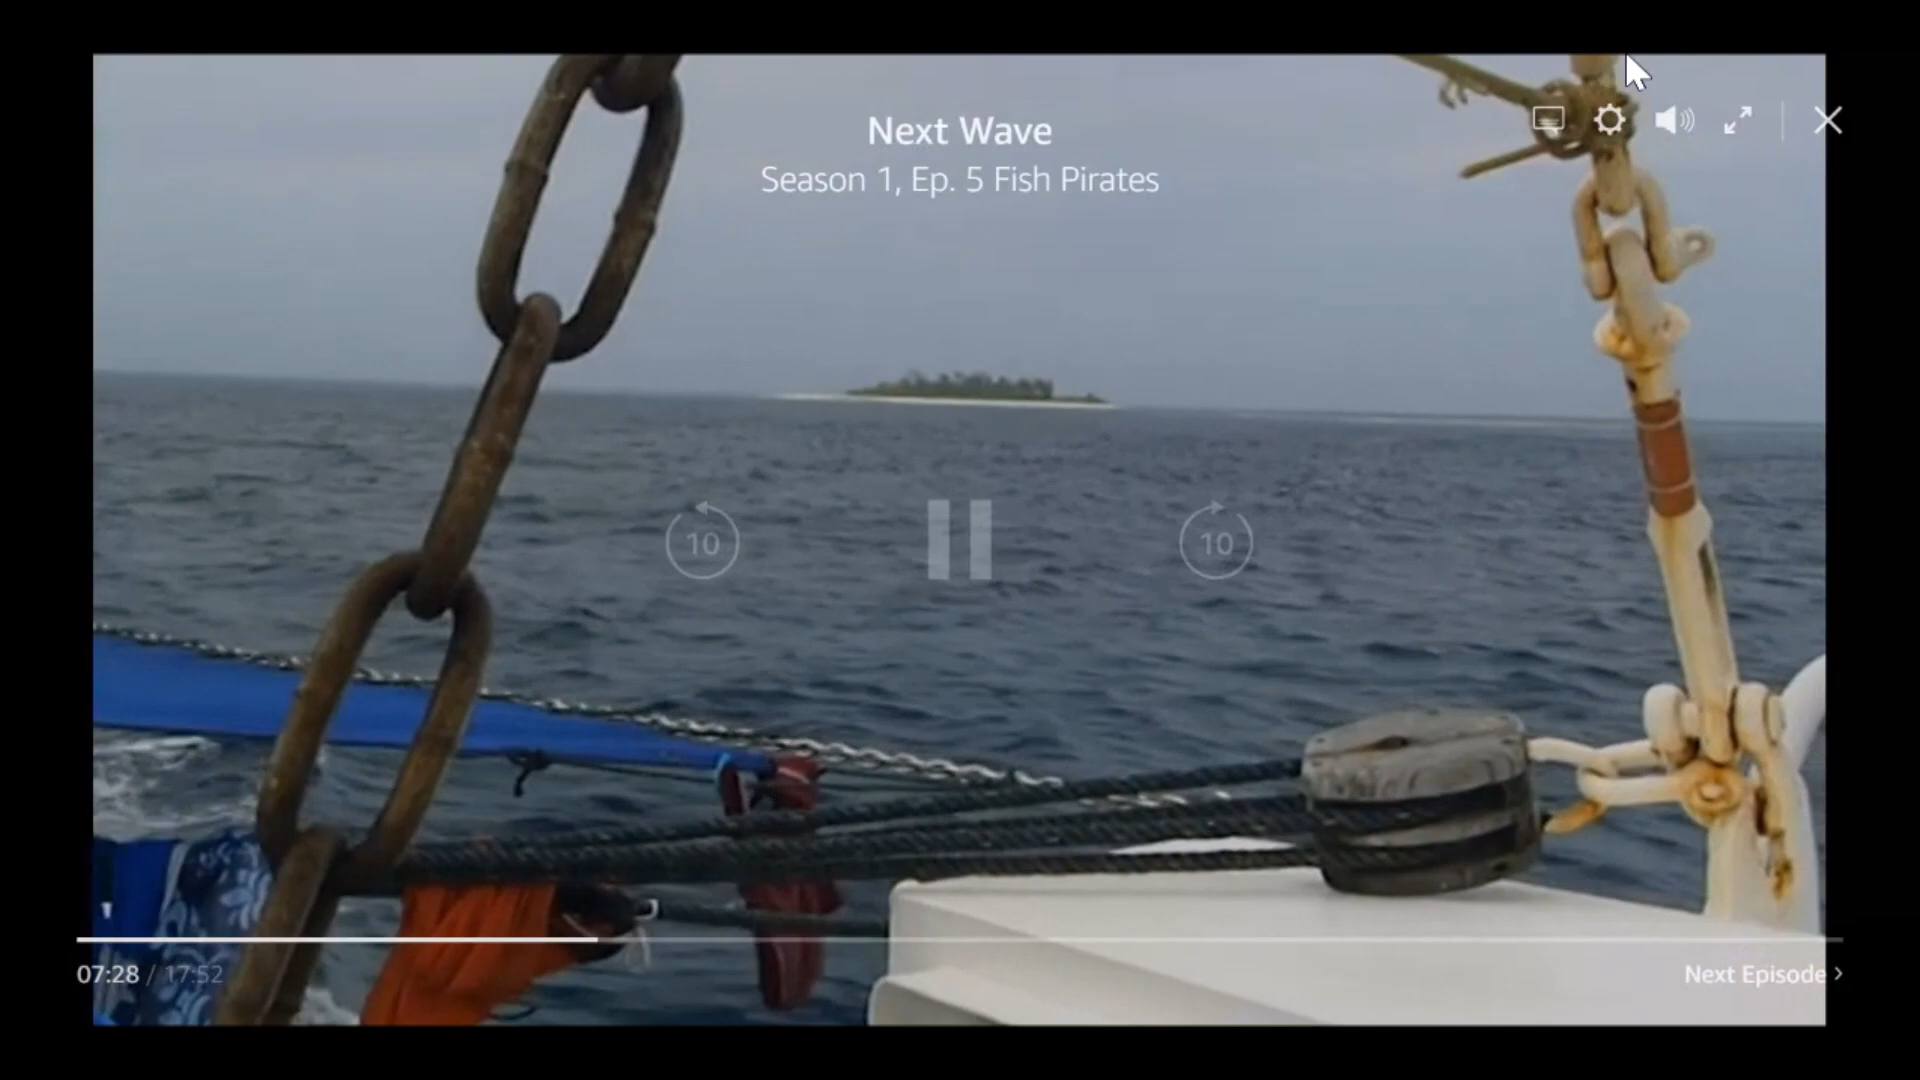 Next Wave
Season 1, Ep. 5 Fish Pirates
10
10
07:28 / 17:52
Next Episode